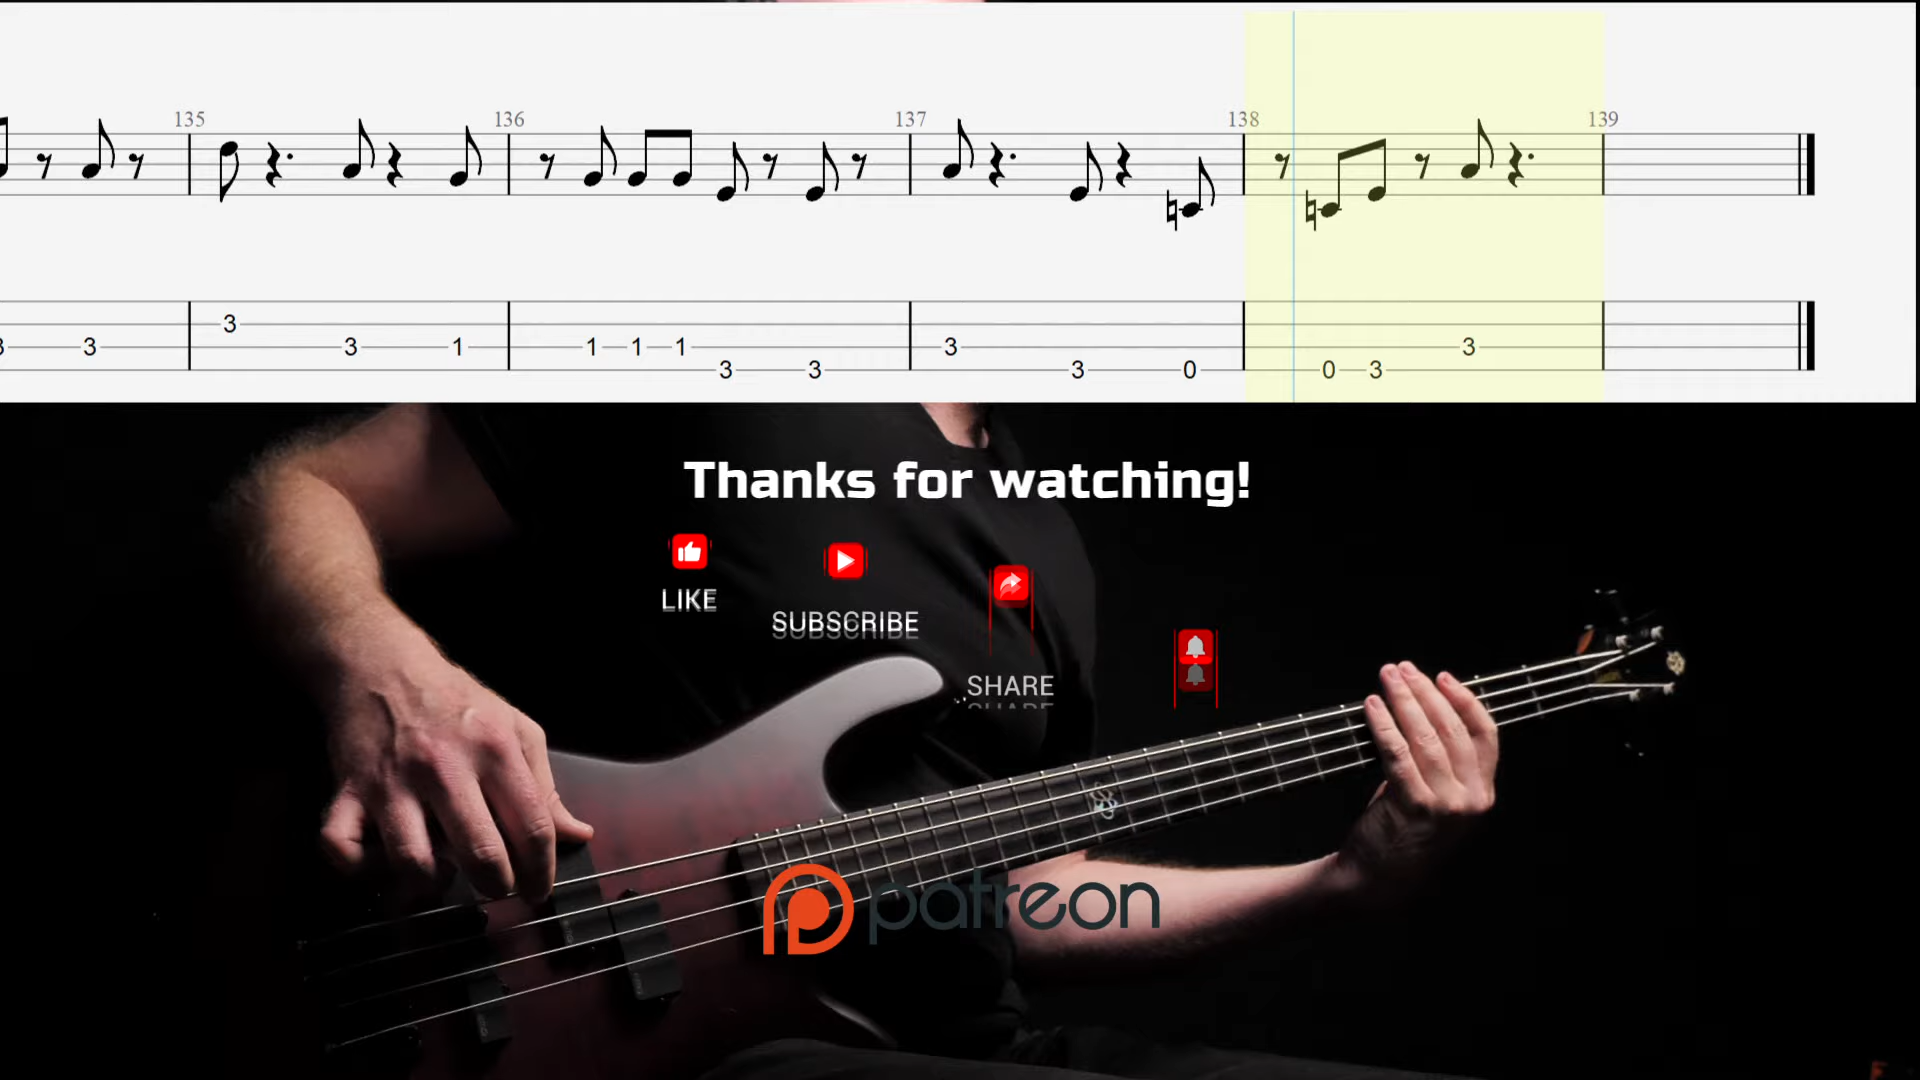 135 136 137 138 139
3 3 3 1 1 1 1 3 3 3 3 0 0 3 3
Thanks for watching!
LIKE
SUBSCRIBE
SHARE
patreon